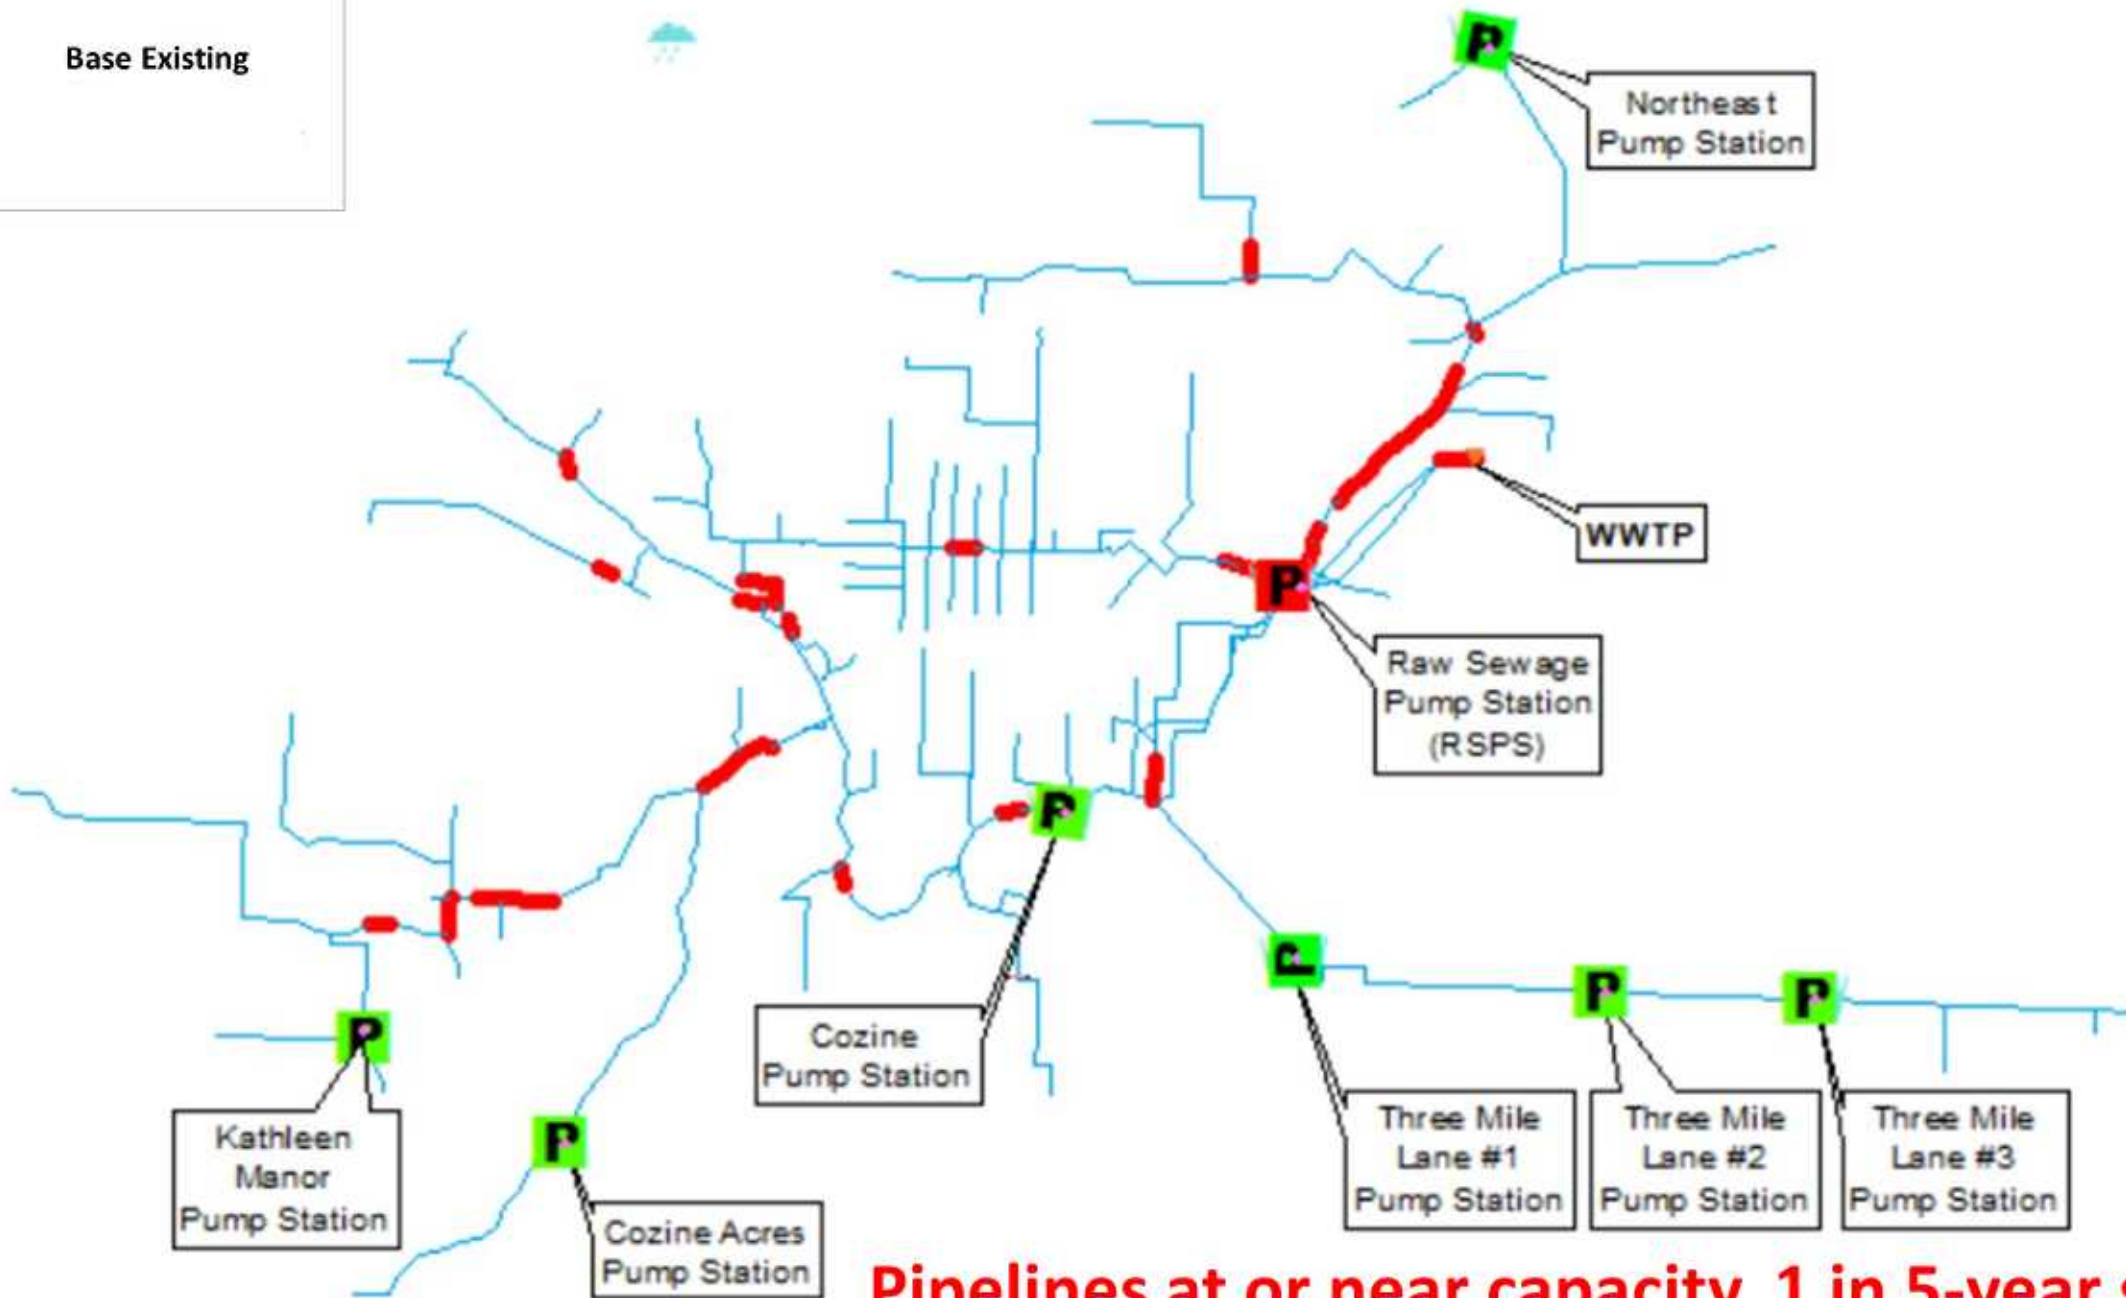 Base Existing
P
Northeast
Pump Station
WWTP
P
Raw Sewage
Pump Station
(RSPS)
P
Cozine
Pump Station
P
P
P
Three Mile
Lane #1
Pump Station
Three Mile
Lane #2
Pump Station
Three Mile
Lane #3
Pump Station
P
Kathleen
Manor
Pump Station
P
Cozine Acres
Pump Station
Pipelines at or near capacity, 1 in 5-year